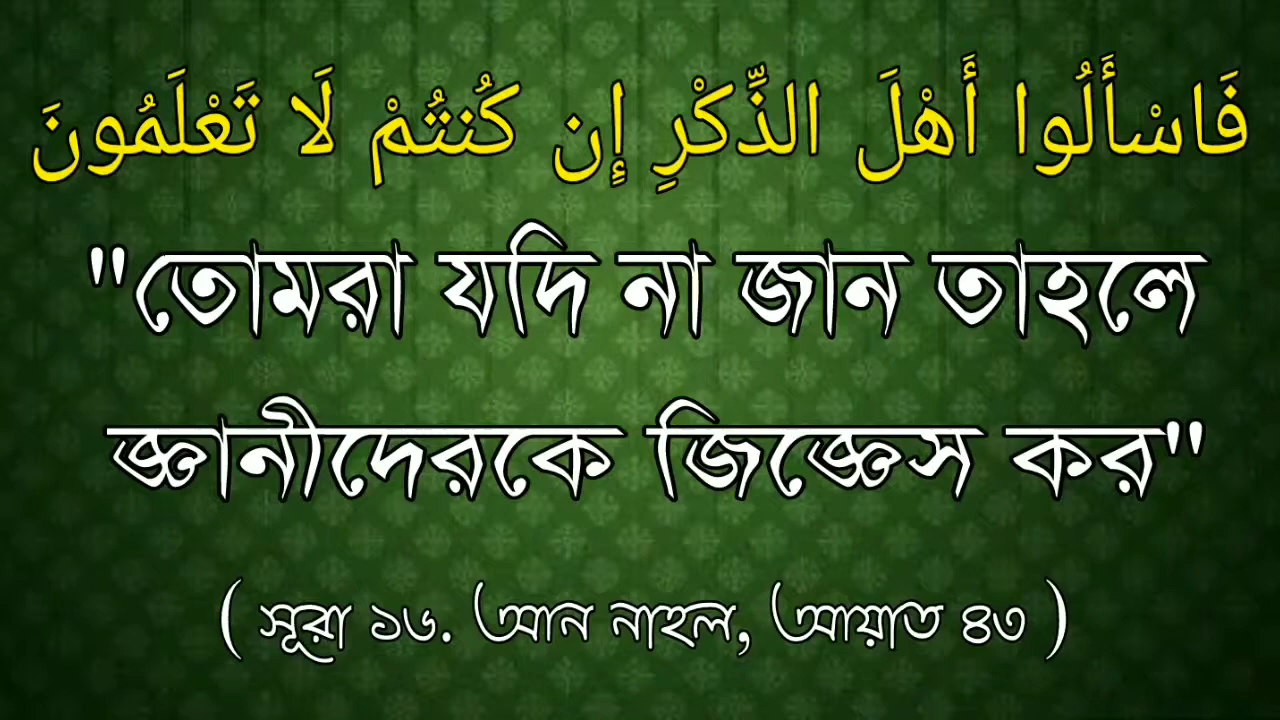 فَاسْأَلُوا أَهْلَ الذِّكْرِ إِن كُنتُمْ لَا تَعْلَمُونَ
"তোমরা যদি না জান তাহলে
জ্ঞানীদেরকে জিজ্ঞেস কর"
( সূরা ১৬. আন নাহল, আয়াত ৪৩ )